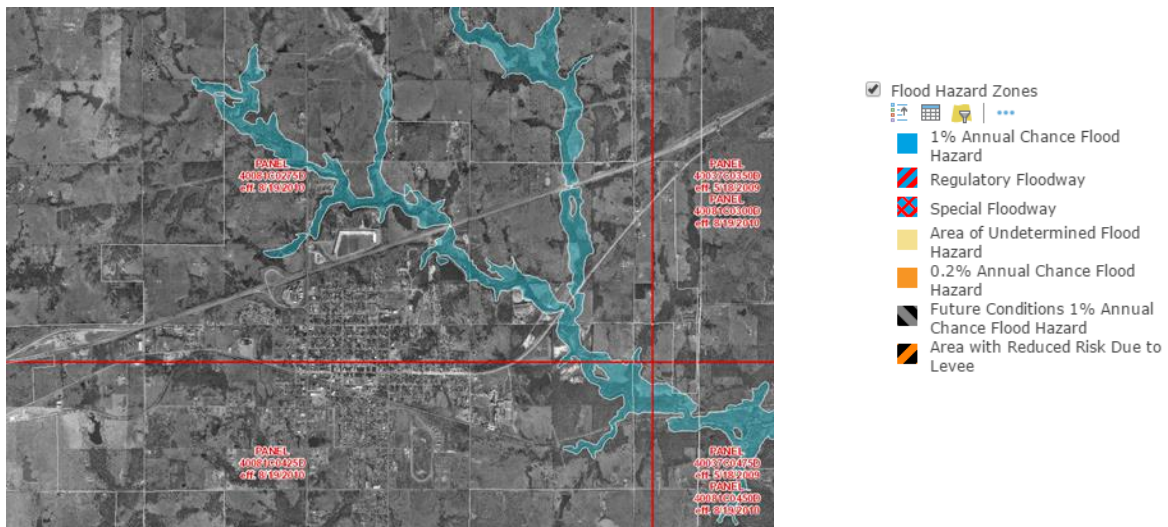 PANEL
40081C0275D
eff. 8/19/2010
PANEL
40037C0350D
eff. 5/18/2009
PANEL
40081C0300D
eff. 8/19/2010
PANEL
40081C0425D
eff. 8/19/2010
PANEL
40037C0475D
eff. 5/18/2009
PANEL
40081C0450D
eff. 8/19/2010
Flood Hazard Zones
1% Annual Chance Flood
Hazard
Regulatory Floodway
Special Floodway
Area of Undetermined Flood
Hazard
0.2% Annual Chance Flood
Hazard
Future Conditions 1% Annual
Chance Flood Hazard
Area with Reduced Risk Due to
Levee